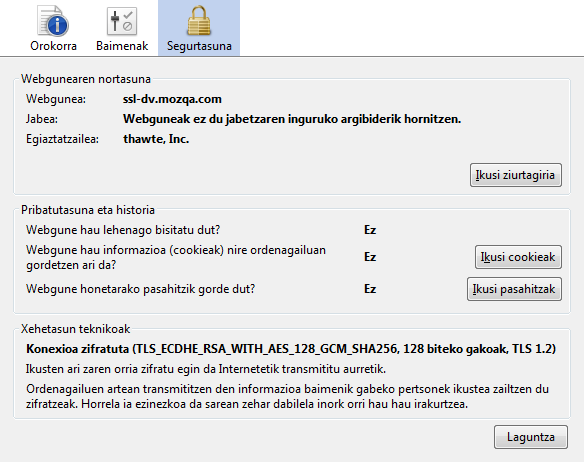 Orokorra Baimenak Segurtasuna
Webgunearen nortasuna
Webgunea: ssl-dv.mozqa.com
Jabea: Webguneak ez du jabetzaren inguruko argibiderik hornitzen.
Egiaztatzailea: thawte, Inc.
Ikusi ziurtagiria
Pribatutasuna eta historia
Webgune hau lehenago bisitatu dut? Ez
Webgune hau informazioa (cookieak) nire ordenagailuan
gordetzen ari da? Ez Ikusi cookieak
Webgune honetarako pasahitzik gorde dut? Ez Ikusi pasahitzak
Xehetasun teknikoak
Konexioa zifratuta (TLS_ECDHE_RSA_WITH_AES_128_GCM_SHA256, 128 biteko gakoak, TLS 1.2)
Ikusten ari zaren orria zifratu egin da Internetik transmititu aurretik.
Ordenagailuen artean transmititzen den informazioa baimenik gabeko pertsonek ikustea zailtzen du
zifratzeak. Horrela ia ezinezkoa da sarean zehar dabilela inork orri hau hau irakurtzea.
Laguntza